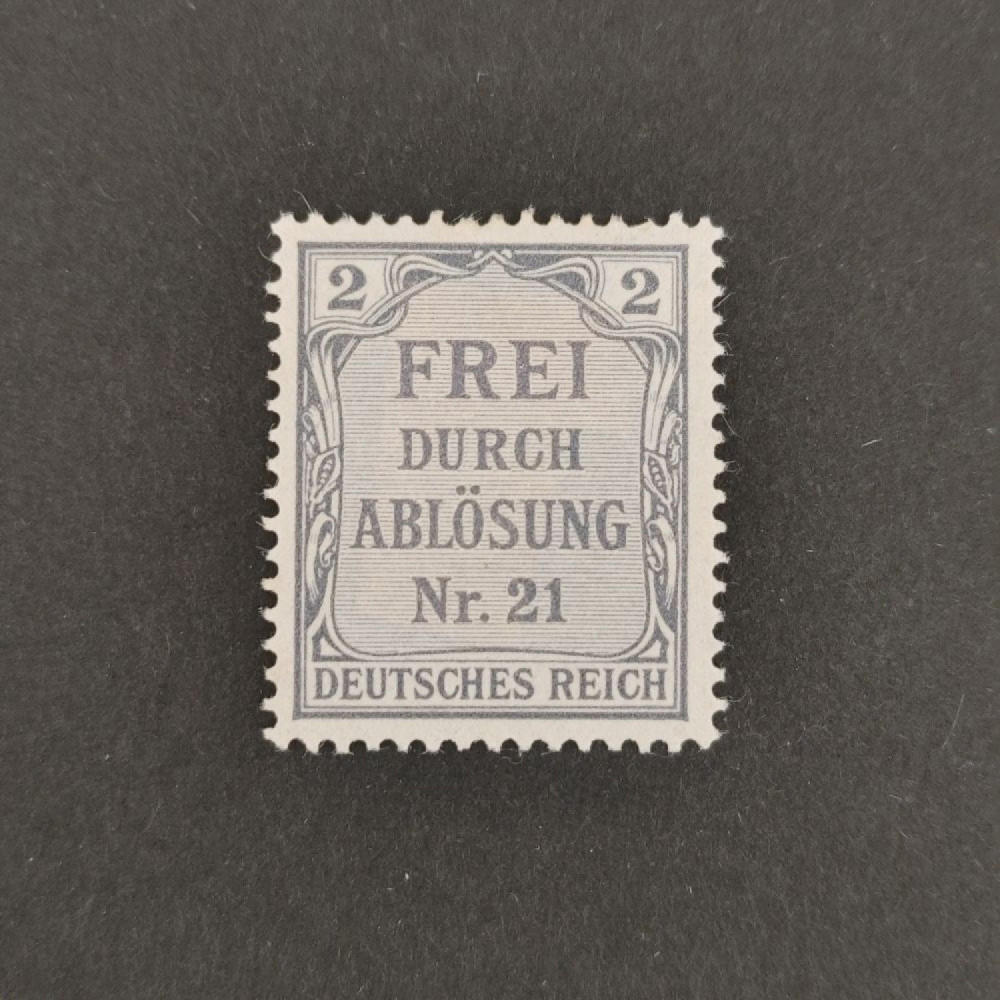 2 2
FREI
DURCH
ABLÖSUNG
Nr. 21
DEUTSCHES REICH